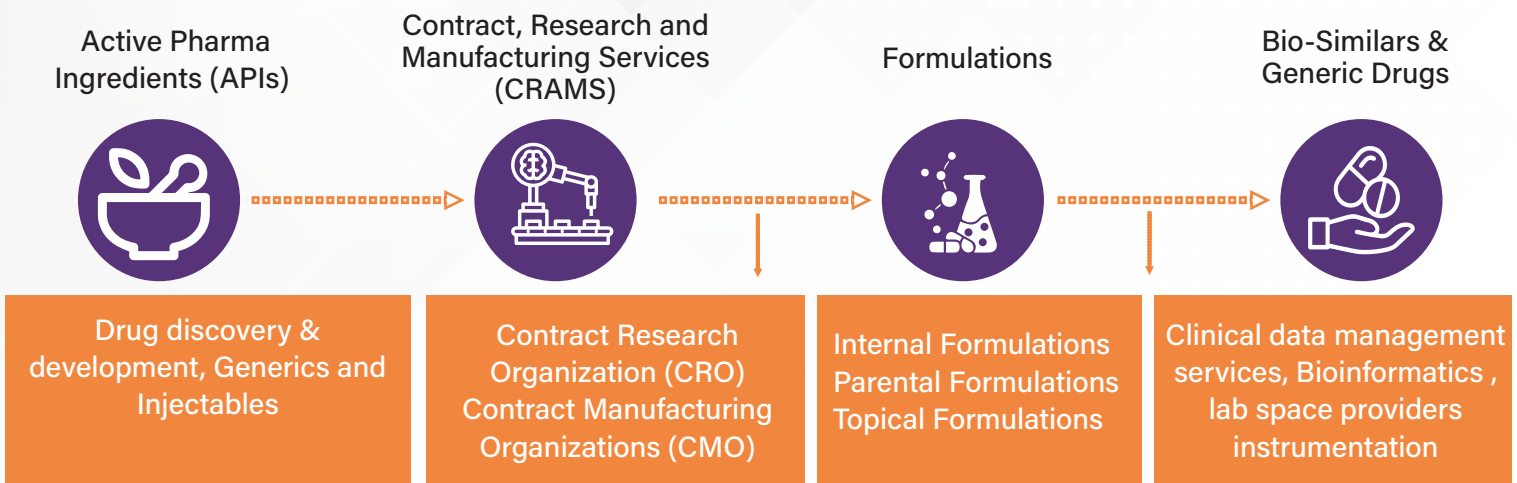 Active Pharma
Ingredients (APIs)
Contract, Research and
Manufacturing Services
(CRAMS)
Formulations
Bio-Similars &
Generic Drugs
Drug discovery &
development, Generics and
Injectables
Contract Research
Organization (CRO)
Contract Manufacturing
Organizations (CMO)
Internal Formulations
Parental Formulations
Topical Formulations
Clinical data management
services, Bioinformatics ,
lab space providers
instrumentation